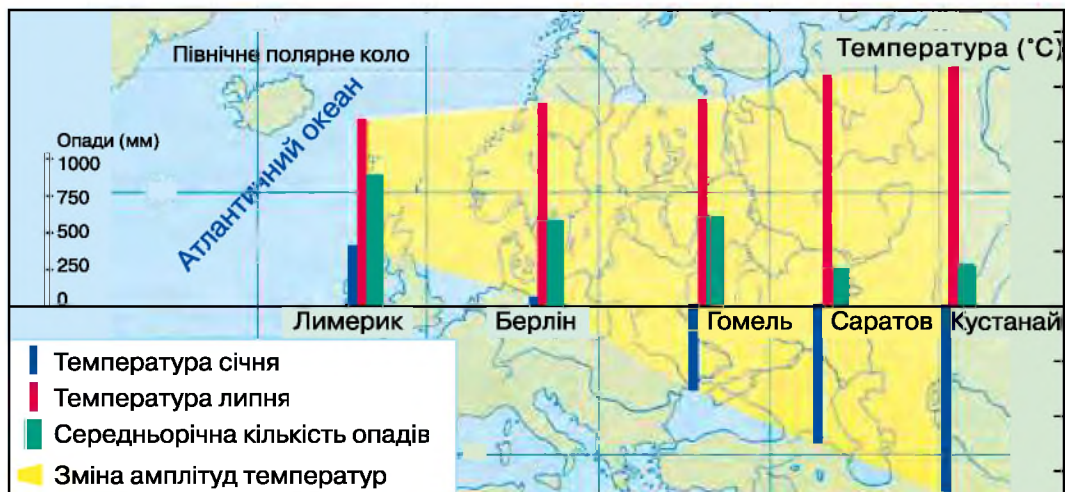 Північне полярне коло
Температура (°C)
Атлантичний океан
Опади (мм)
1000
750
500
250
0
Лимерик
Берлін
Гомель
Саратов
Кустанай
Температура січня
Температура липня
Середньорічна кількість опадів
Зміна амплітуд температур